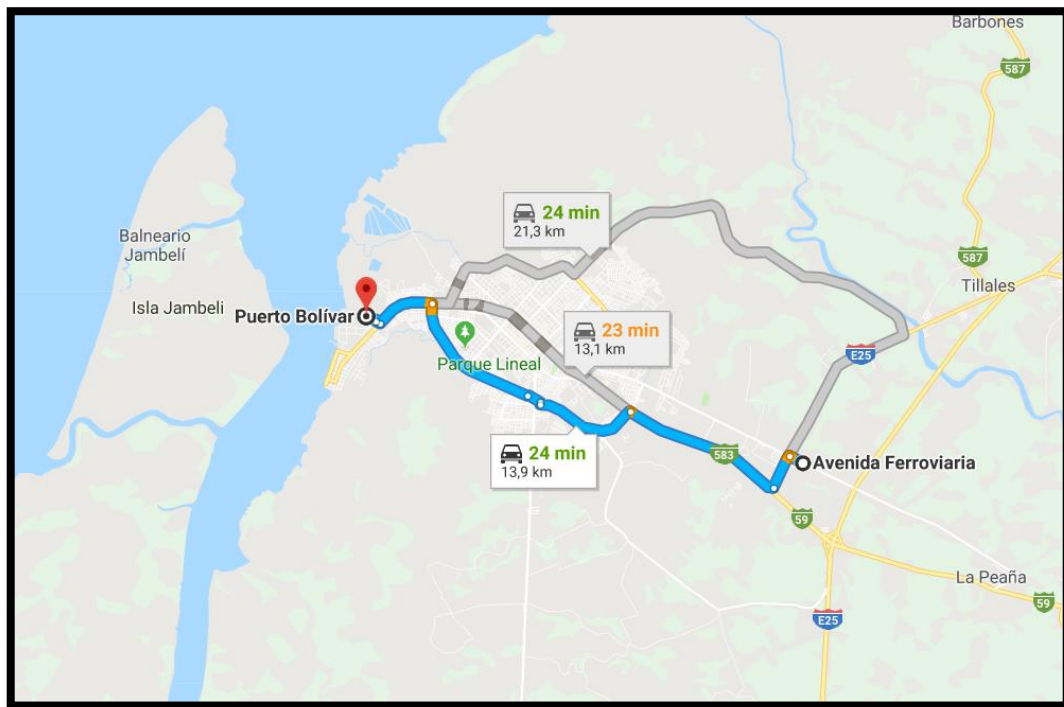 Barbones
587
24 min
21,3 km
Balneario
Jambelí
587
Tillales
Isla Jambeli
Puerto Bolívar
23 min
13,1 km
E25
Parque Lineal
24 min
13,9 km
583
Avenida Ferroviaria
59
La Peaña
59
E25